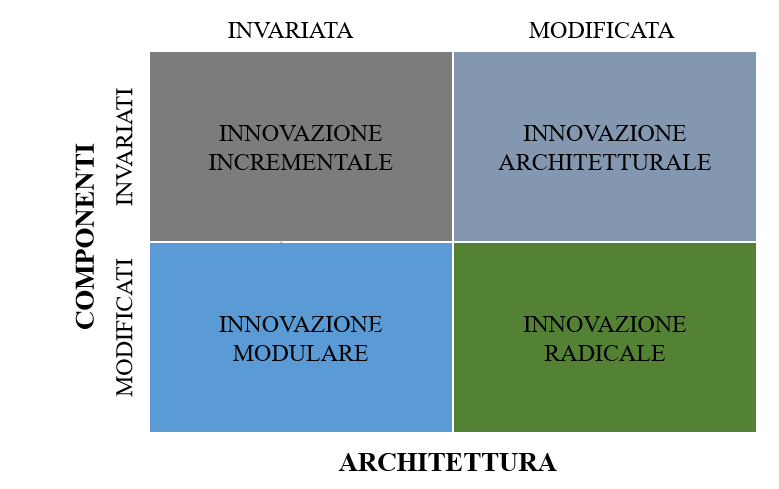 INVARIATA
MODIFICATA
COMPONENTI
INVARIATI
INNOVAZIONE
INCREMENTALE
INNOVAZIONE
ARCHITETTURALE
MODIFICATI
INNOVAZIONE
MODULARE
INNOVAZIONE
RADICALE
ARCHITETTURA